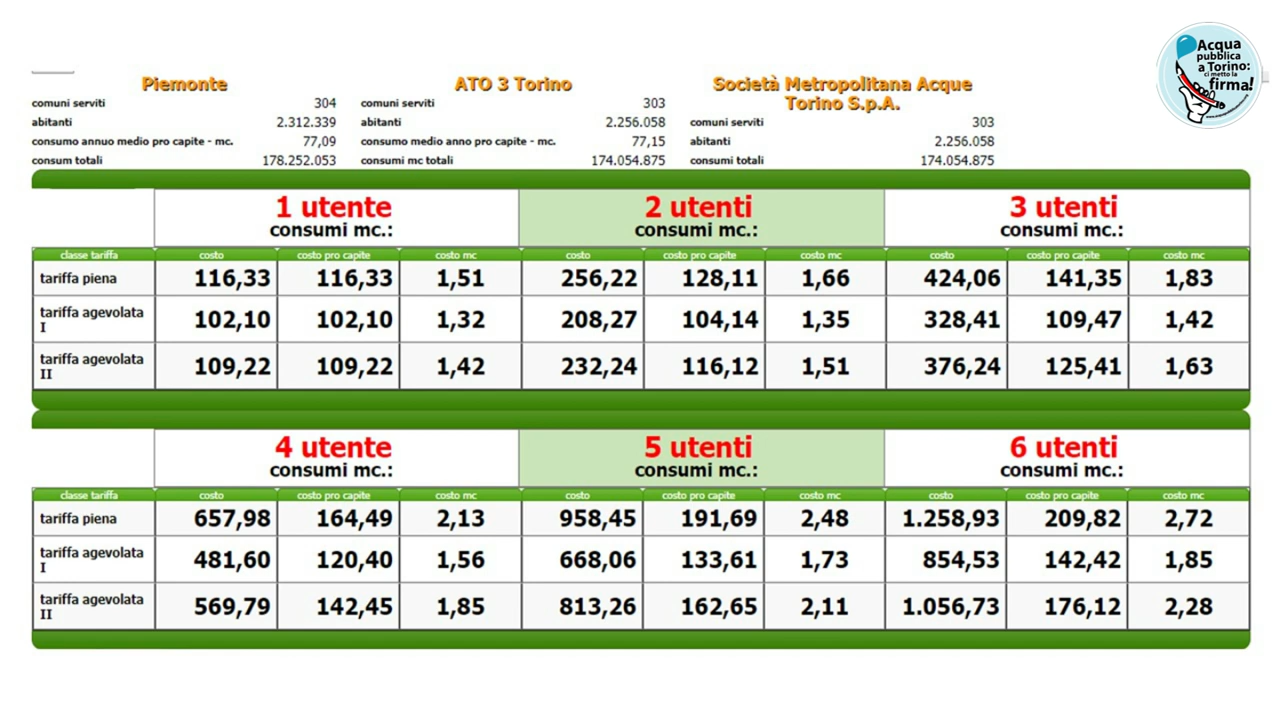 Acqua
pubblica
a Torino:
ci metto la
firma!
Piemonte
comuni serviti 304
abitanti 2.312.339
consumo annuo medio pro capite - mc. 77,09
consum totali 178.252.053
ATO 3 Torino
comuni serviti 303
abitanti 2.256.058
consumo medio anno pro capite - mc. 77,15
consumi mc totali 174.054.875
Società Metropolitana Acque
Torino S.p.A.
comuni serviti 303
abitanti 2.256.058
consumi totali 174.054.875
1 utente 2 utenti 3 utenti
consumi mc.: consumi mc.: consumi mc.:
classe tariffa costo costo pro capite costo mc costo costo pro capite costo mc costo costo pro capite costo mc
tariffa piena 116,33 116,33 1,51 256,22 128,11 1,66 424,06 141,35 1,83
tariffa agevolata
I 102,10 102,10 1,32 208,27 104,14 1,35 328,41 109,47 1,42
tariffa agevolata
II 109,22 109,22 1,42 232,24 116,12 1,51 376,24 125,41 1,63
4 utente 5 utenti 6 utenti
consumi mc.: consumi mc.: consumi mc.:
classe tariffa costo costo pro capite costo mc costo costo pro capite costo mc costo costo pro capite costo mc
tariffa piena 657,98 164,49 2,13 958,45 191,69 2,48 1.258,93 209,82 2,72
tariffa agevolata
I 481,60 120,40 1,56 668,06 133,61 1,73 854,53 142,42 1,85
tariffa agevolata
II 569,79 142,45 1,85 813,26 162,65 2,11 1.056,73 176,12 2,28